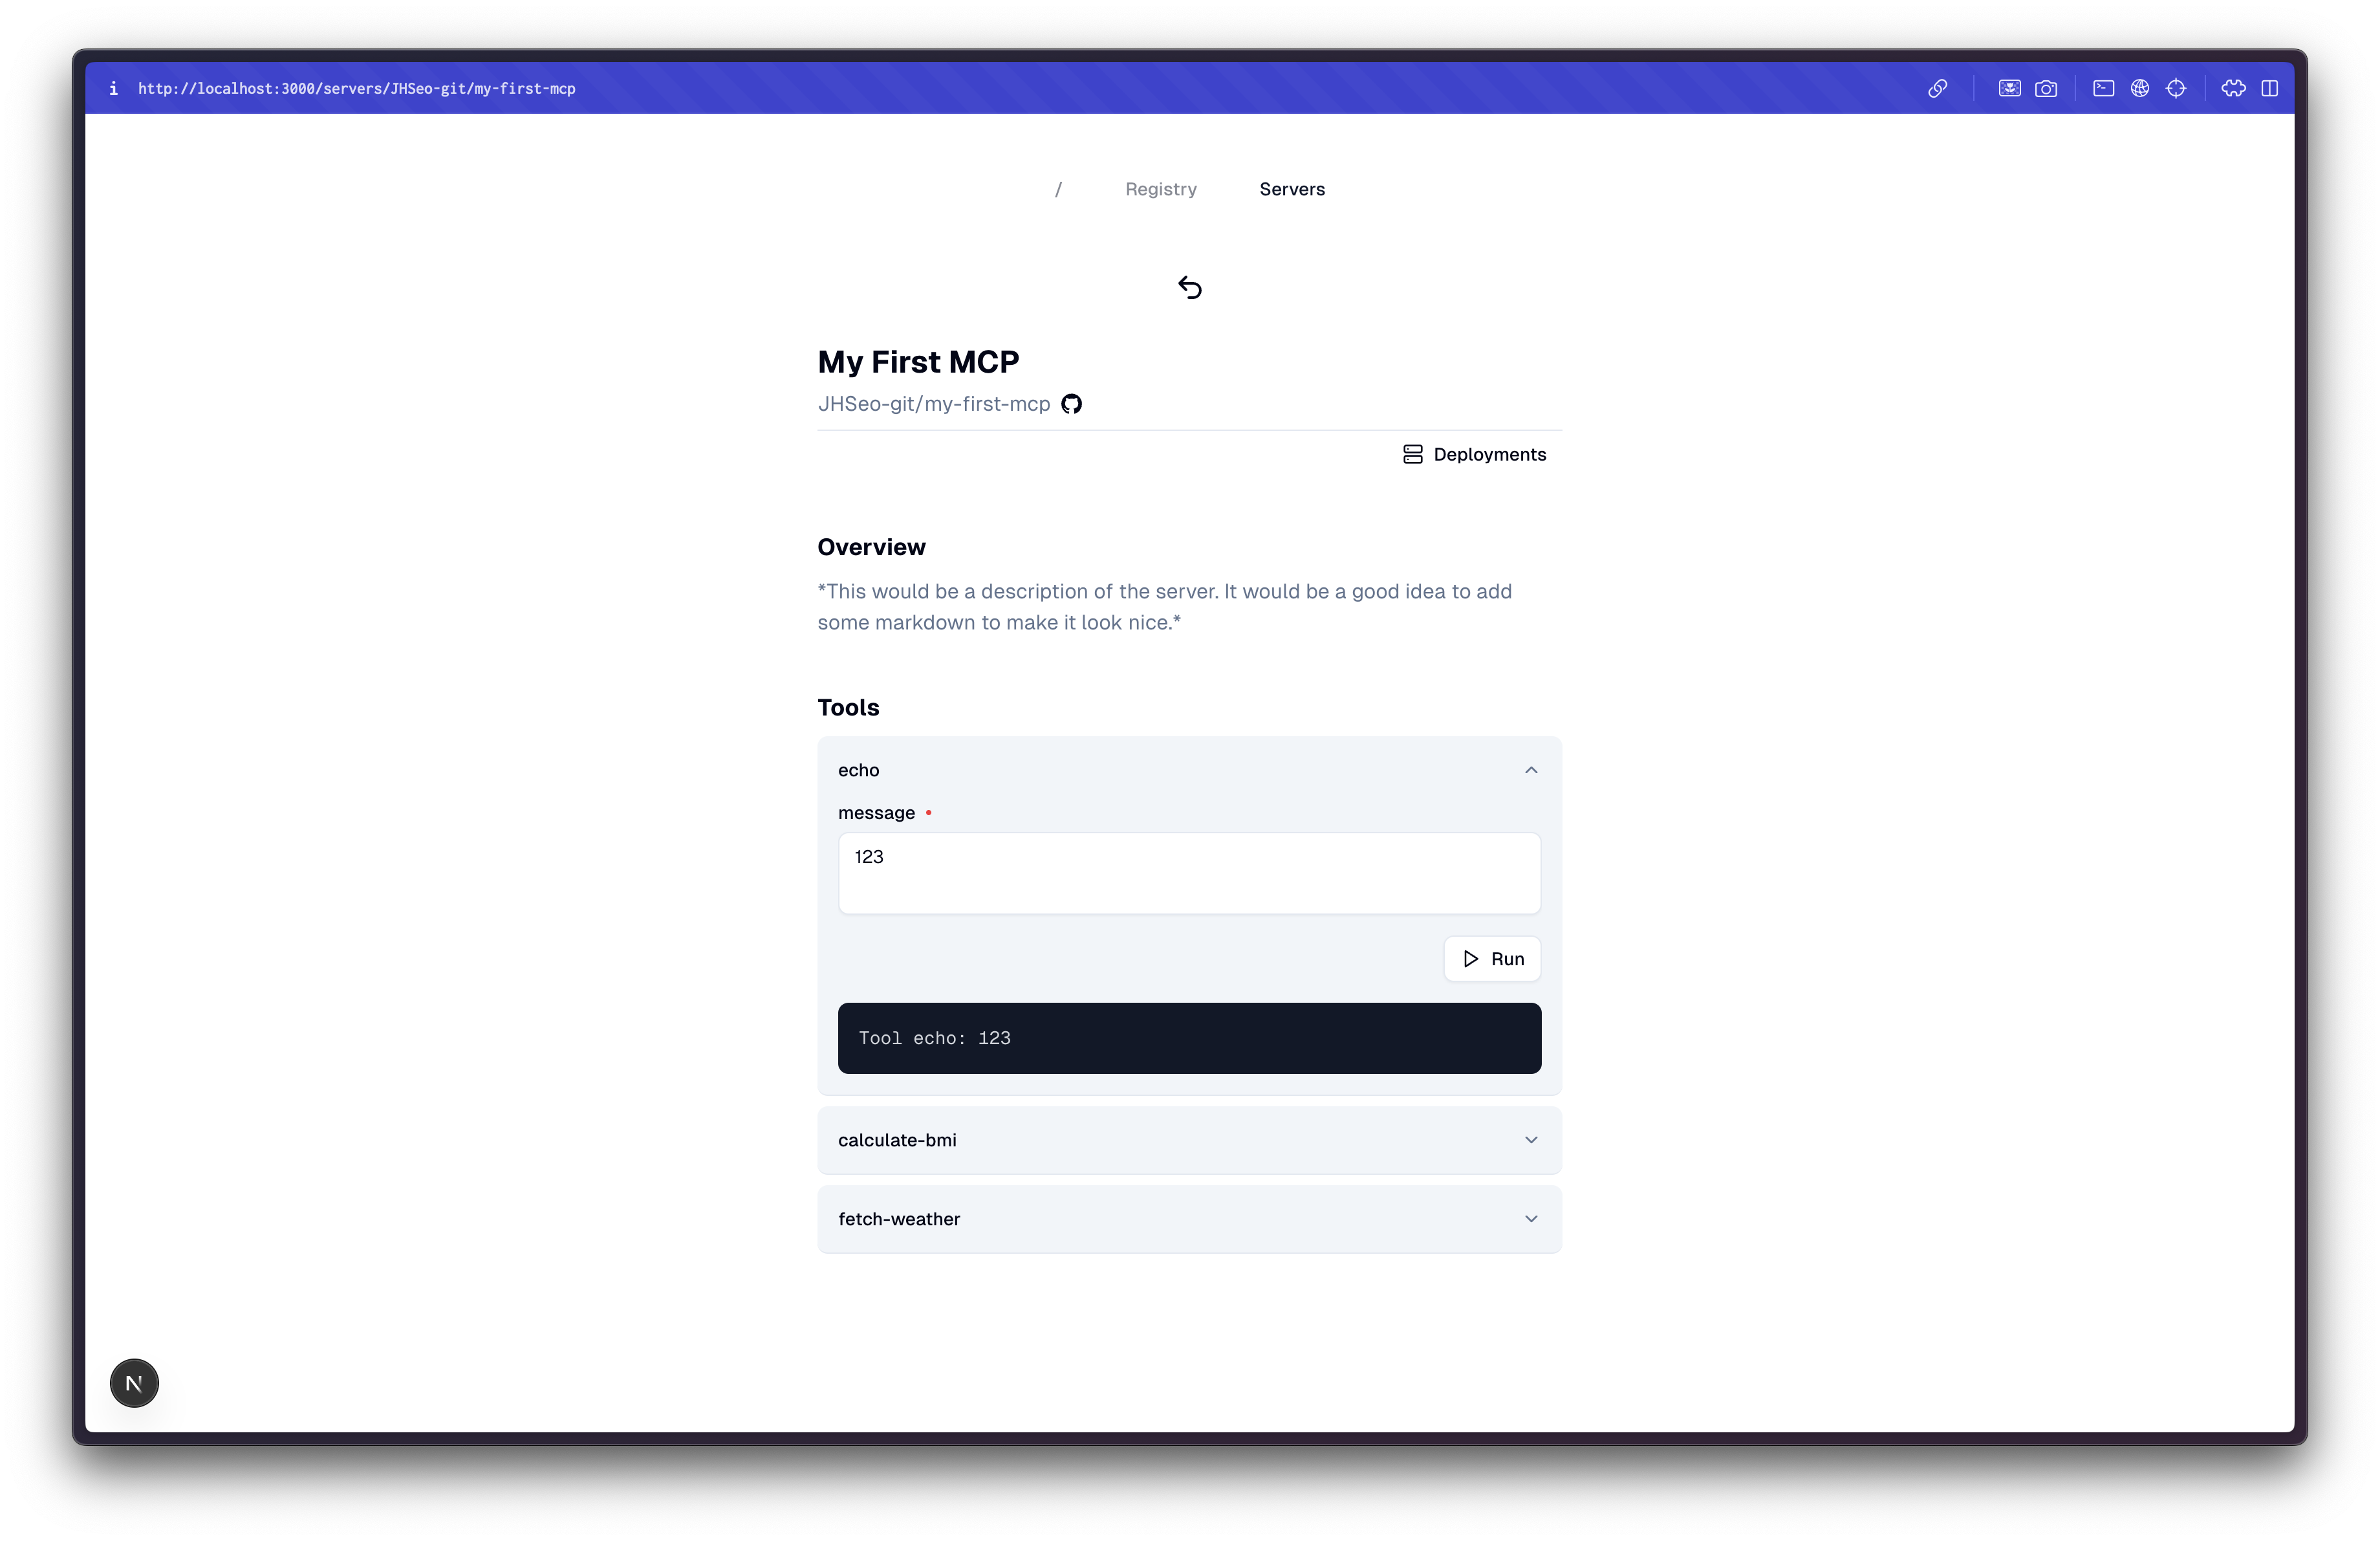 i http://localhost:3000/servers/JHSeo-git/my-first-mcp
/ Registry Servers
My First MCP
JHSeo-git/my-first-mcp
Deployments
Overview
*This would be a description of the server. It would be a good idea to add
some markdown to make it look nice.*
Tools
echo
message
123
Run
Tool echo: 123
calculate-bmi
fetch-weather
N